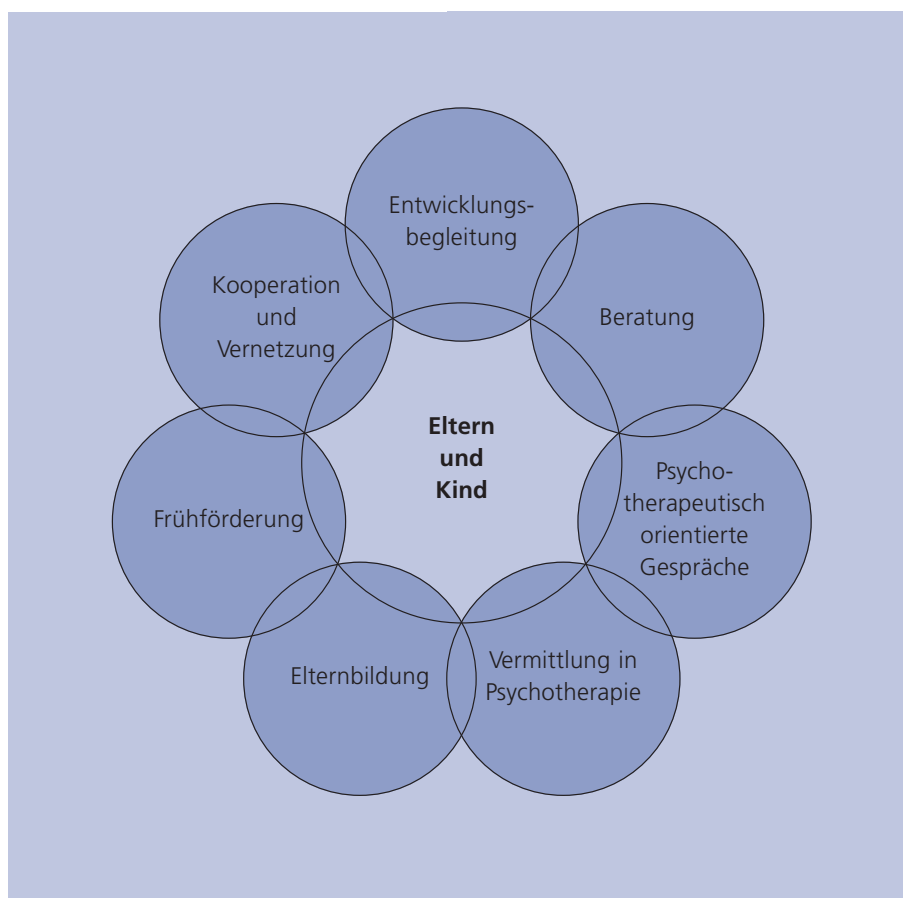 Entwicklungs-
begleitung
Kooperation
und
Vernetzung
Beratung
Eltern
und
Kind
Psycho-
therapeutisch
orientierte
Gespräche
Frühförderung
Elternbildung
Vermittlung in
Psychotherapie